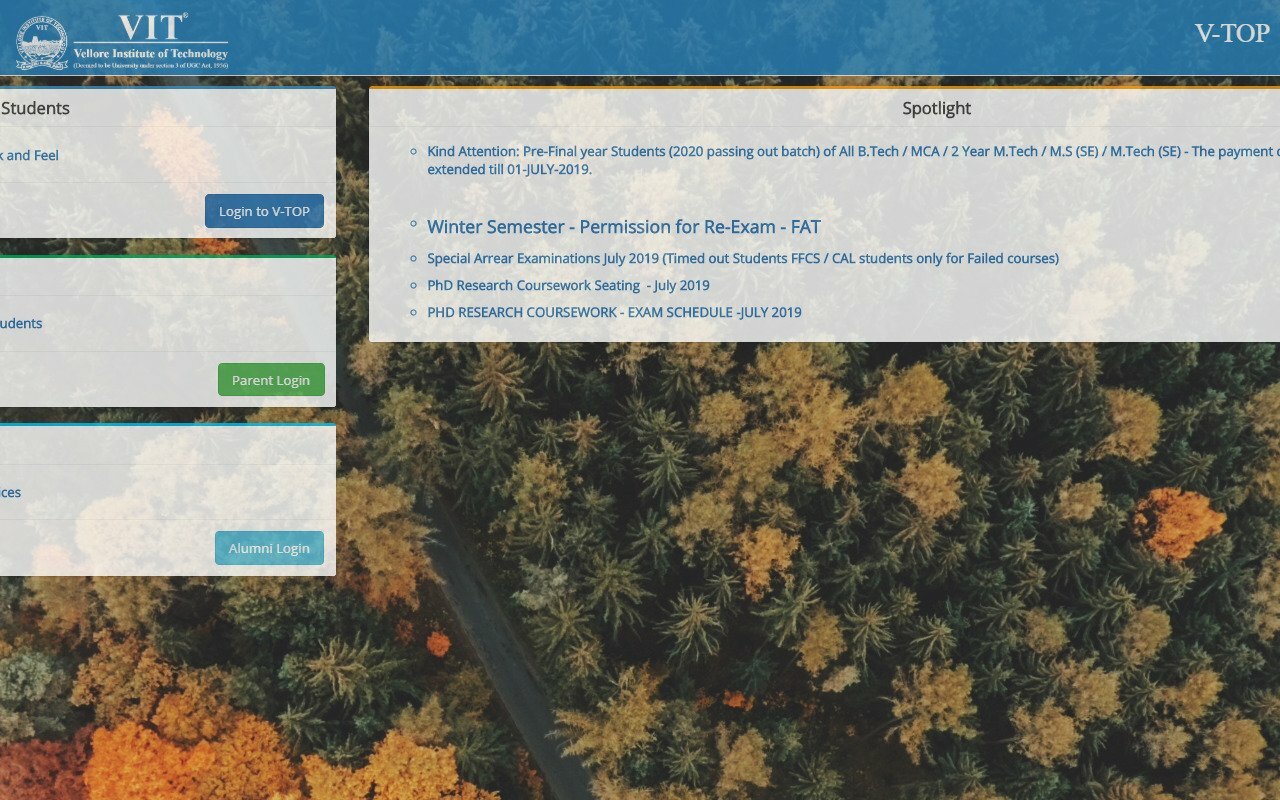 VIT®
Vellore Institute of Technology
(Deemed to be University under section 3 of UGC Act, 1956)
V-TOP
Students
and Feel
Login to V-TOP
Parent Login
Alumni Login
Spotlight
Kind Attention: Pre-Final year Students (2020 passing out batch) of All B.Tech / MCA / 2 Year M.Tech / M.S (SE) / M.Tech (SE) - The payment
extended till 01-JULY-2019.
Winter Semester - Permission for Re-Exam - FAT
Special Arrear Examinations July 2019 (Timed out Students FFCS / CAL students only for Failed courses)
PhD Research Coursework Seating - July 2019
PHD RESEARCH COURSEWORK - EXAM SCHEDULE -JULY 2019